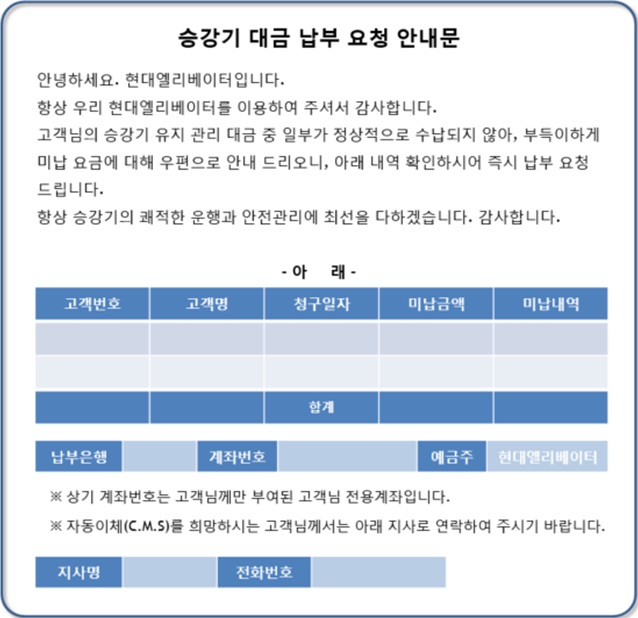 승강기 대금 납부 요청 안내문
안녕하세요. 현대엘리베이터입니다.
항상 우리 현대엘리베이터를 이용하여 주셔서 감사합니다.
고객님의 승강기 유지 관리 대금 중 일부가 정상적으로 수납되지 않아, 부득이하게
미납 요금에 대해 우편으로 안내 드리오니, 아래 내역 확인하시어 즉시 납부 요청
드립니다.
항상 승강기의 쾌적한 운행과 안전관리에 최선을 다하겠습니다. 감사합니다.
- 아 래 -
고객번호 고객명 청구일자 미납금액 미납내역
합계
납부은행 계좌번호 예금주 현대엘리베이터
※ 상기 계좌번호는 고객님께만 부여된 고객님 전용계좌입니다.
※ 자동이체(C.M.S)를 희망하시는 고객님께서는 아래 지사로 연락하여 주시기 바랍니다.
지사명 전화번호